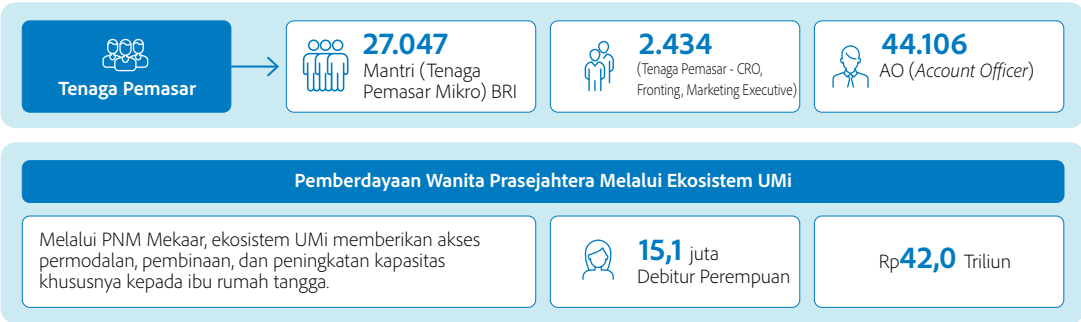 Tenaga Pemasar
27.047
Mantri (Tenaga
Pemasar Mikro) BRI
2.434
(Tenaga Pemasar - CRO,
Fronting, Marketing Executive)
44.106
AO (Account Officer)
Pemberdayaan Wanita Prasejahtera Melalui Ekosistem UMi
Melalui PNM Mekaar, ekosistem UMi memberikan akses
permodalan, pembinaan, dan peningkatan kapasitas
khususnya kepada ibu rumah tangga.
15,1 juta
Debitur Perempuan
Rp42,0 Triliun